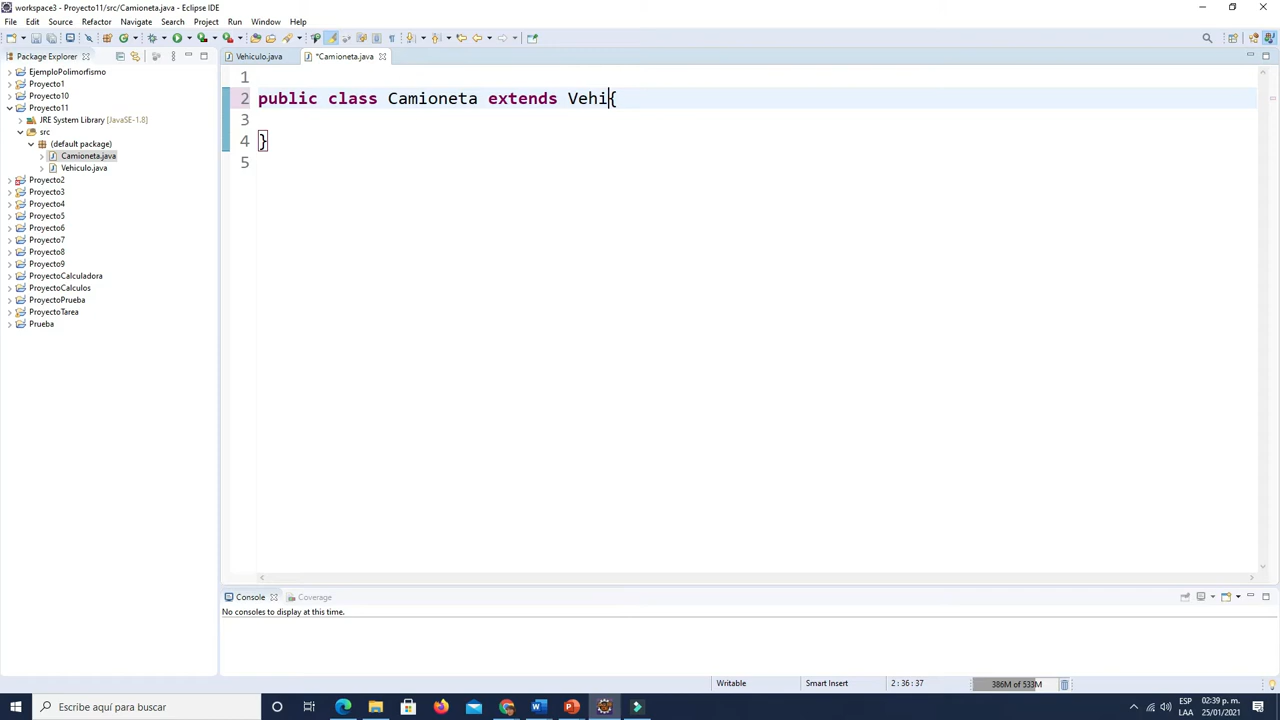 workspace3 - Proyecto11/src/Camioneta.java - Eclipse IDE
File Edit Source Refactor Navigate Search Project Run Window Help
Package Explorer
Vehiculo.java *Camioneta.java
EjemploPolimorfismo
Proyecto1
Proyecto10
Proyecto11
JRE System Library [JavaSE-1.8]
src
(default package)
Camioneta.java
Vehiculo.java
Proyecto2
Proyecto3
Proyecto4
Proyecto5
Proyecto6
Proyecto7
Proyecto8
Proyecto9
ProyectoCalculadora
ProyectoCalculos
ProyectoPrueba
ProyectoTarea
Prueba
1
2 public class Camioneta extends Vehi{
3
4 }
5
Console Coverage
No consoles to display at this time.
Writable Smart Insert 2 : 36 : 37 386M of 533M
Escribe aquí para buscar
ESP 02:39 p. m.
LAA 25/01/2021